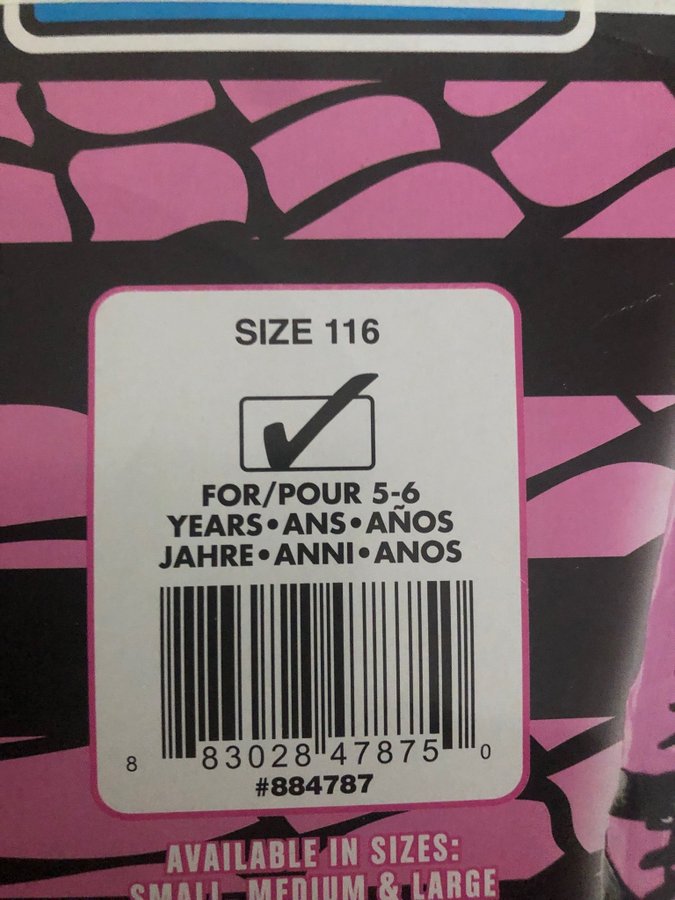 SIZE 116
FOR/POUR 5-6
YEARS•ANS•AÑOS
JAHRE•ANNI•ANOS
8 83028 47875 0
#884787
AVAILABLE IN SIZES:
SMALL, MEDIUM & LARGE